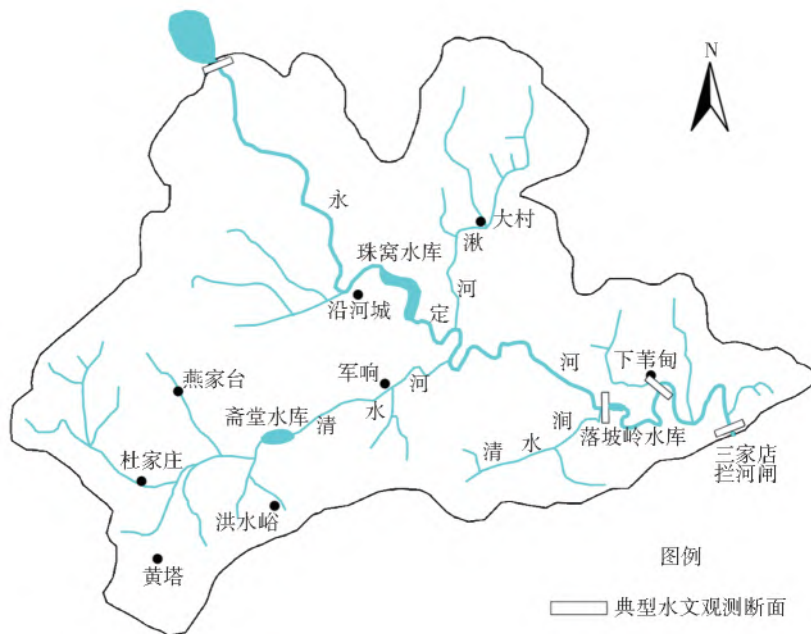 N
永
大村
湫
珠窝水库
河
定
沿河城
河
下苇甸
燕家台
军响
河
斋堂水库
清
水
清
水
涧
落坡岭水库
杜家庄
三家店
拦河闸
洪水峪
黄塔
图例
典型水文观测断面